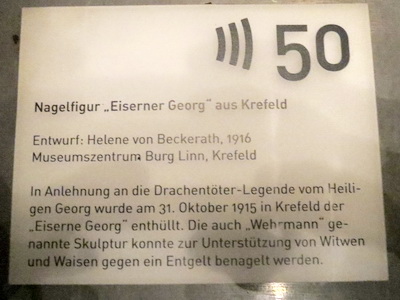 50
Nagelfigur „Eiserner Georg“ aus Krefeld
Entwurf: Helene von Beckerath, 1916
Museumszentrum Burg Linn, Krefeld
In Anlehnung an die Drachentöter-Legende vom Heili-
gen Georg wurde am 31. Oktober 1915 in Krefeld der
„Eiserne Georg“ enthüllt. Die auch „Wehrmann“ ge-
nannte Skulptur konnte zur Unterstützung von Witwen
und Waisen gegen ein Entgelt benagelt werden.